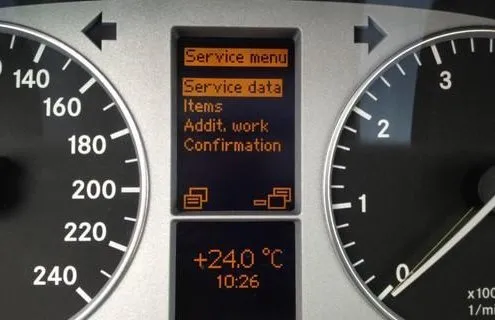 Service menu
Service data
Items
Addit. work
Confirmation
+24.0 °C
10:26
140
160
180
200
220
240
3
2
1
0
x100
1/mi